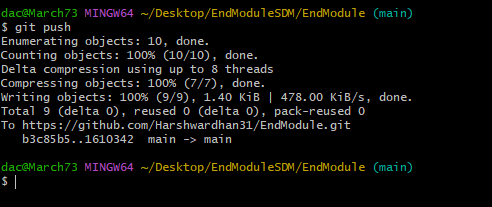 dac@March73 MINGW64 ~/Desktop/EndModuleSDM/EndModule (main)
$ git push
Enumerating objects: 10, done.
Counting objects: 100% (10/10), done.
Delta compression using up to 8 threads
Compressing objects: 100% (7/7), done.
Writing objects: 100% (9/9), 1.40 KiB | 478.00 KiB/s, done.
Total 9 (delta 0), reused 0 (delta 0), pack-reused 0
To https://github.com/Harshwardhan31/EndModule.git
   b3c85b5..1610342  main -> main
dac@March73 MINGW64 ~/Desktop/EndModuleSDM/EndModule (main)
$